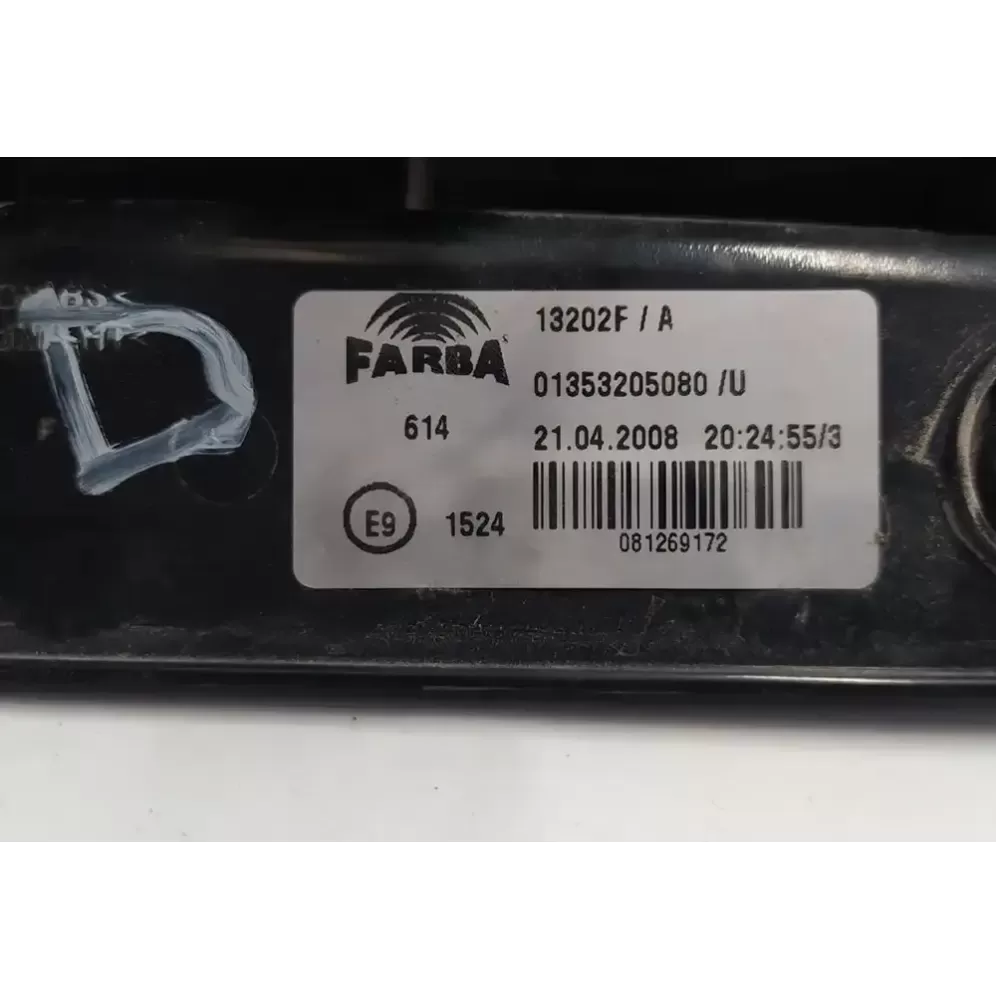 D
FARBA
13202F / A
01353205080 /U
614
21.04.2008 20:24:55/3
E9
1524
081269172